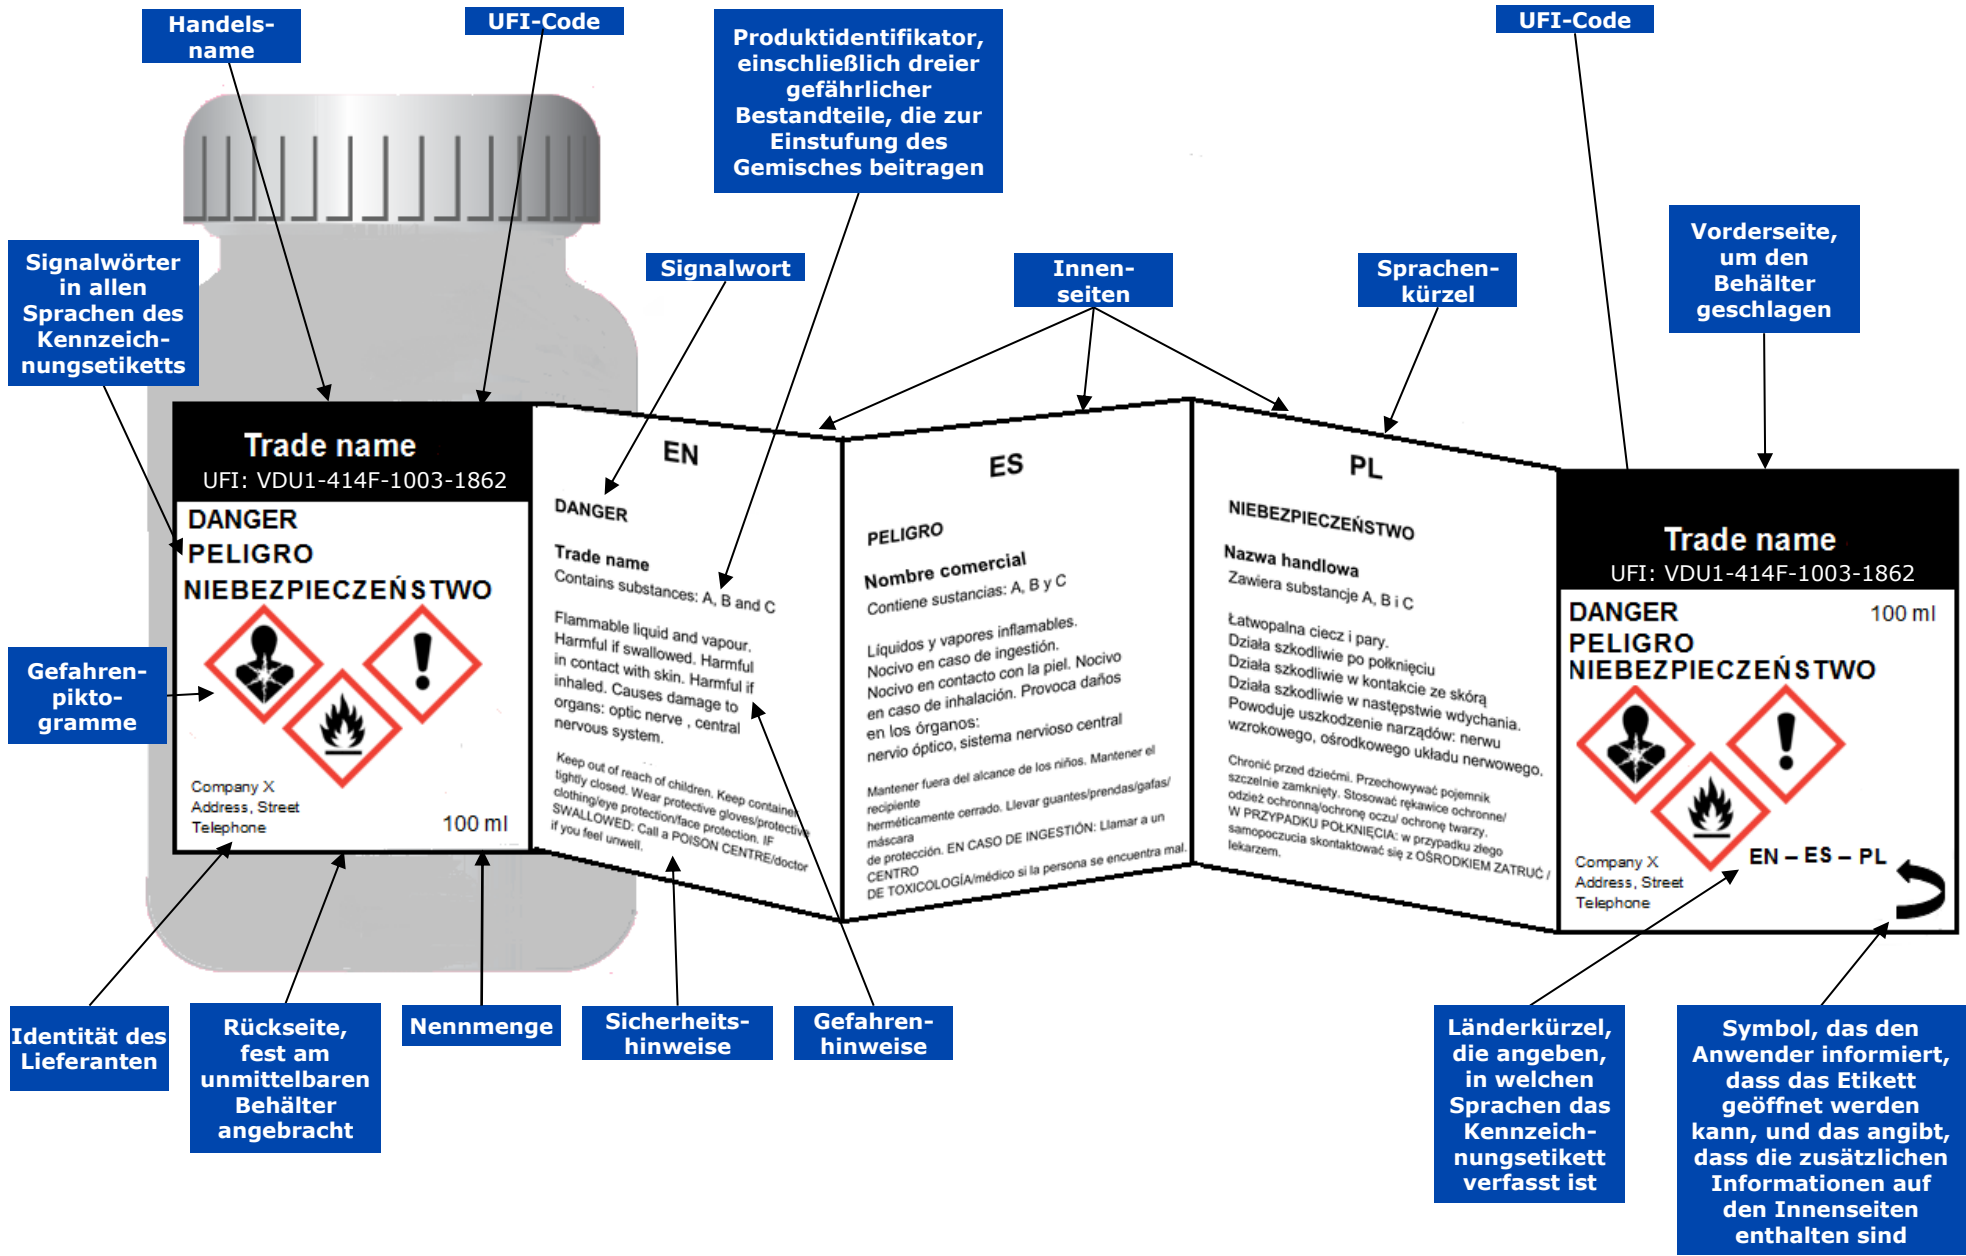 Handels-
name
UFI-Code
Produktidentifikator,
einschließlich dreier
gefährlicher
Bestandteile, die zur
Einstufung des
Gemisches beitragen
UFI-Code
Signalwörter
in allen
Sprachen des
Kennzeich-
nungsetiketts
Signalwort
Innen-
seiten
Sprachen-
kürzel
Vorderseite,
um den
Behälter
geschlagen
Trade name
UFI: VDU1-414F-1003-1862
DANGER
PELIGRO
NIEBEZPIECZEŃSTWO
Company X
Address, Street
Telephone
100 ml
EN
DANGER
Trade name
Contains substances: A, B and C
Flammable liquid and vapour.
Harmful if swallowed. Harmful
in contact with skin. Harmful if
inhaled. Causes damage to
organs: optic nerve , central
nervous system.
Keep out of reach of children. Keep container
tightly closed. Wear protective gloves/protective
clothing/eye protection/face protection. IF
SWALLOWED: Call a POISON CENTRE/doctor
if you feel unwell.
ES
PELIGRO
Nombre comercial
Contiene sustancias: A, B y C
Líquidos y vapores inflamables.
Nocivo en caso de ingestión.
Nocivo en contacto con la piel. Nocivo
en caso de inhalación. Provoca daños
en los órganos:
nervio óptico, sistema nervioso central
Mantener fuera del alcance de los niños. Mantener el
recipiente
herméticamente cerrado. Llevar guantes/prendas/gafas/
máscara
de protección. EN CASO DE INGESTIÓN: Llamar a un
CENTRO
DE TOXICOLOGÍA/médico si la persona se encuentra mal.
PL
NIEBEZPIECZEŃSTWO
Nazwa handlowa
Zawiera substancje A, B i C
Łatwopalna ciecz i pary.
Działa szkodliwie po połknięciu
Działa szkodliwie w kontakcie ze skórą
Działa szkodliwie w następstwie wdychania.
Powoduje uszkodzenie narządów: nerwu
wzrokowego, ośrodkowego układu nerwowego.
Chronić przed dziećmi. Przechowywać pojemnik
szczelnie zamknięty. Stosować rękawice ochronne/
odzież ochronną/ochronę oczu/ ochronę twarzy.
W PRZYPADKU POŁKNIĘCIA: w przypadku złego
samopoczucia skontaktować się z OŚRODKIEM ZATRUĆ /
lekarzem.
Trade name
UFI: VDU1-414F-1003-1862
DANGER
100 ml
PELIGRO
NIEBEZPIECZEŃSTWO
Company X
Address, Street
Telephone
EN – ES – PL
Gefahren-
pikto-
gramme
Identität des
Lieferanten
Rückseite,
fest am
unmittelbaren
Behälter
angebracht
Nennmenge
Sicherheits-
hinweise
Gefahren-
hinweise
Länderkürzel,
die angeben,
in welchen
Sprachen das
Kennzeich-
nungsetikett
verfasst ist
Symbol, das den
Anwender informiert,
dass das Etikett
geöffnet werden
kann, und das angibt,
dass die zusätzlichen
Informationen auf
den Innenseiten
enthalten sind